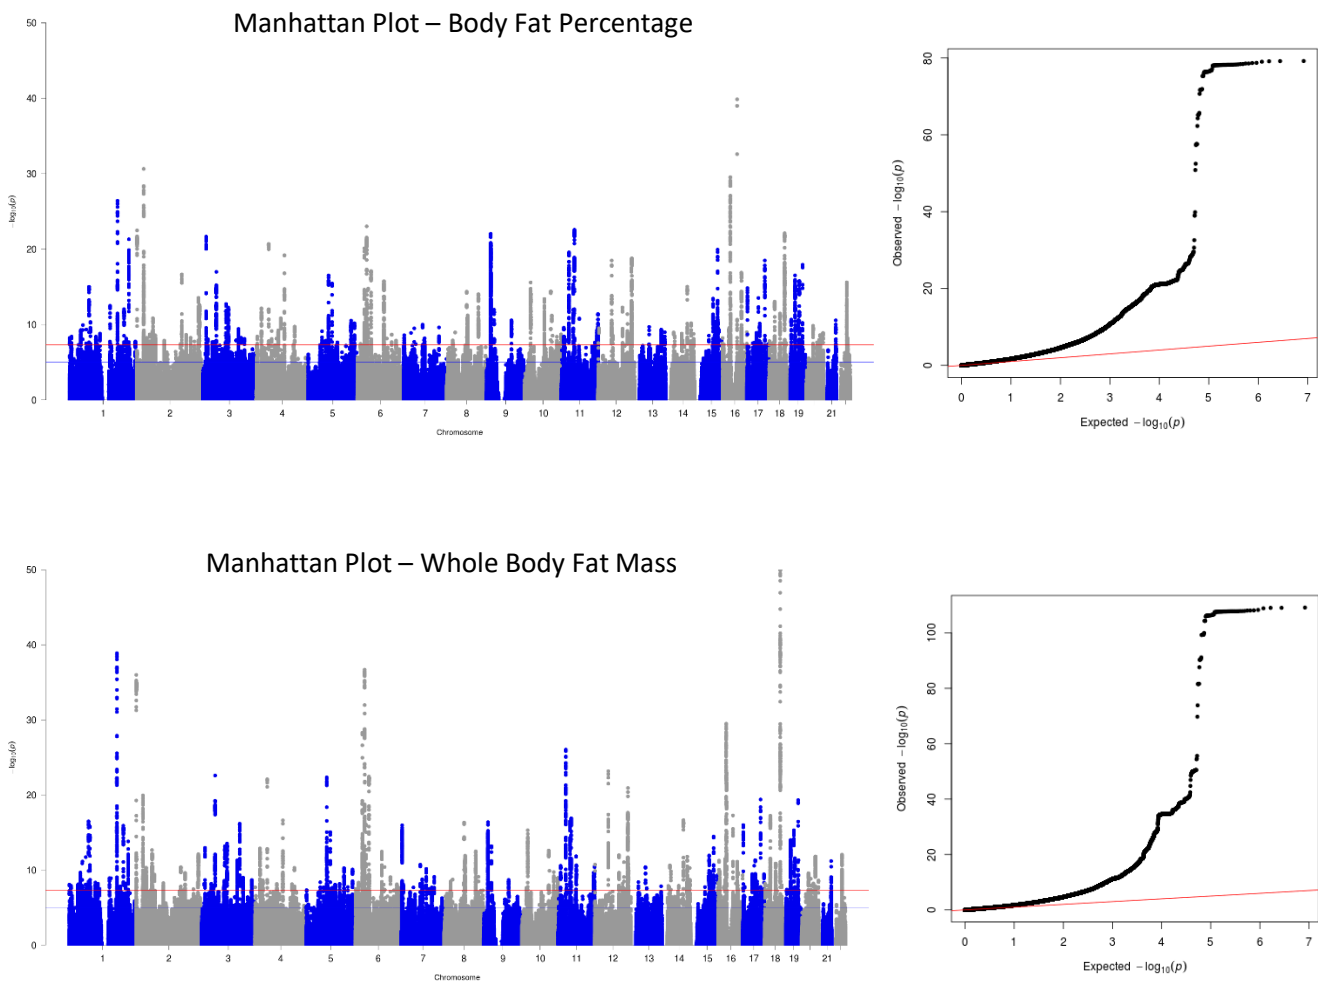 Manhattan Plot – Body Fat Percentage
50
40
30
20
10
0
−log10(p)
1 2 3 4 5 6 7 8 9 10 11 12 13 14 15 16 17 18 19 21
Chromosome
80
60
40
20
0
Observed −log10(p)
0 1 2 3 4 5 6 7
Expected −log10(p)
Manhattan Plot – Whole Body Fat Mass
50
40
30
20
10
0
−log10(p)
1 2 3 4 5 6 7 8 9 10 11 12 13 14 15 16 17 18 19 21
Chromosome
100
80
60
40
20
0
Observed −log10(p)
0 1 2 3 4 5 6 7
Expected −log10(p)